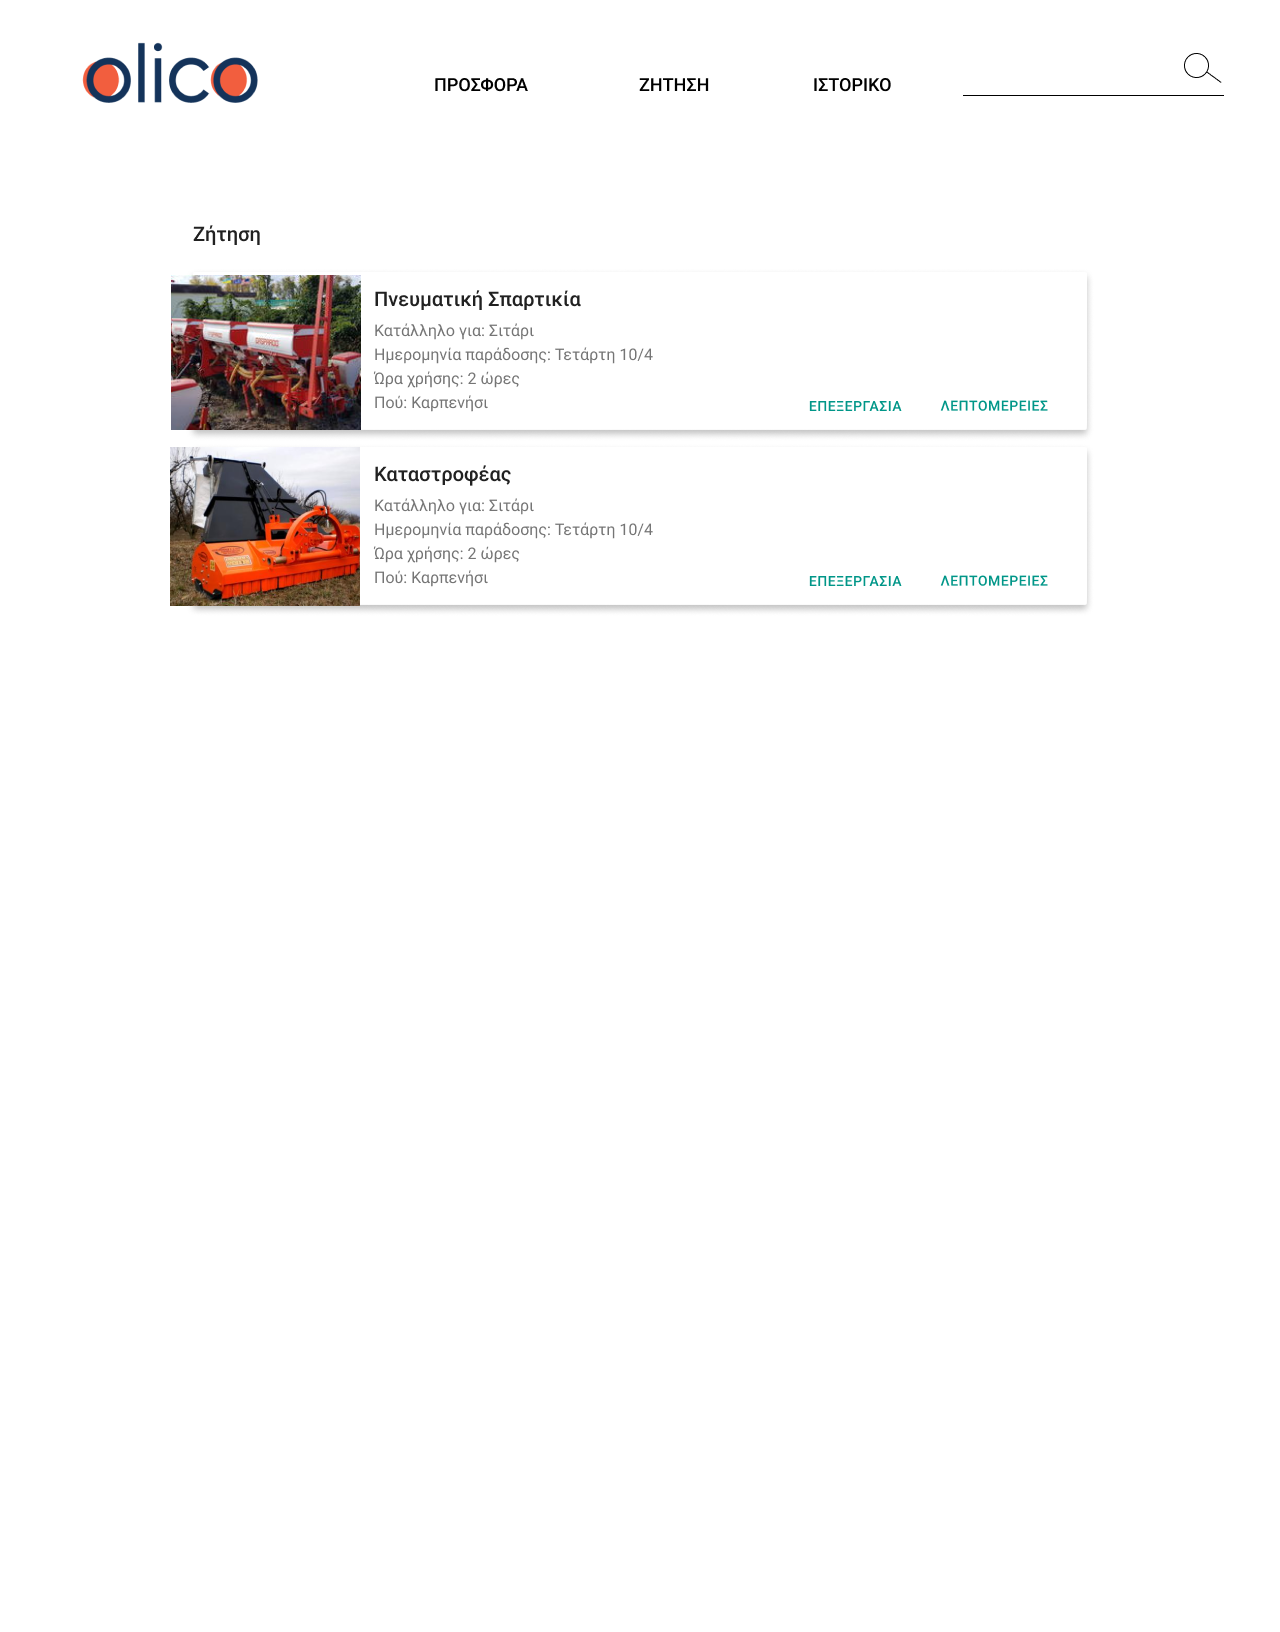 olico
ΠΡΟΣΦΟΡΑ
ΖΗΤΗΣΗ
ΙΣΤΟΡΙΚΟ
Ζήτηση
Πνευματική Σπαρτικία
Κατάλληλο για: Σιτάρι
Ημερομηνία παράδοσης: Τετάρτη 10/4
Ώρα χρήσης: 2 ώρες
Πού: Καρπενήσι
ΕΠΕΞΕΡΓΑΣΙΑ
ΛΕΠΤΟΜΕΡΕΙΕΣ
Καταστροφέας
Κατάλληλο για: Σιτάρι
Ημερομηνία παράδοσης: Τετάρτη 10/4
Ώρα χρήσης: 2 ώρες
Πού: Καρπενήσι
ΕΠΕΞΕΡΓΑΣΙΑ
ΛΕΠΤΟΜΕΡΕΙΕΣ